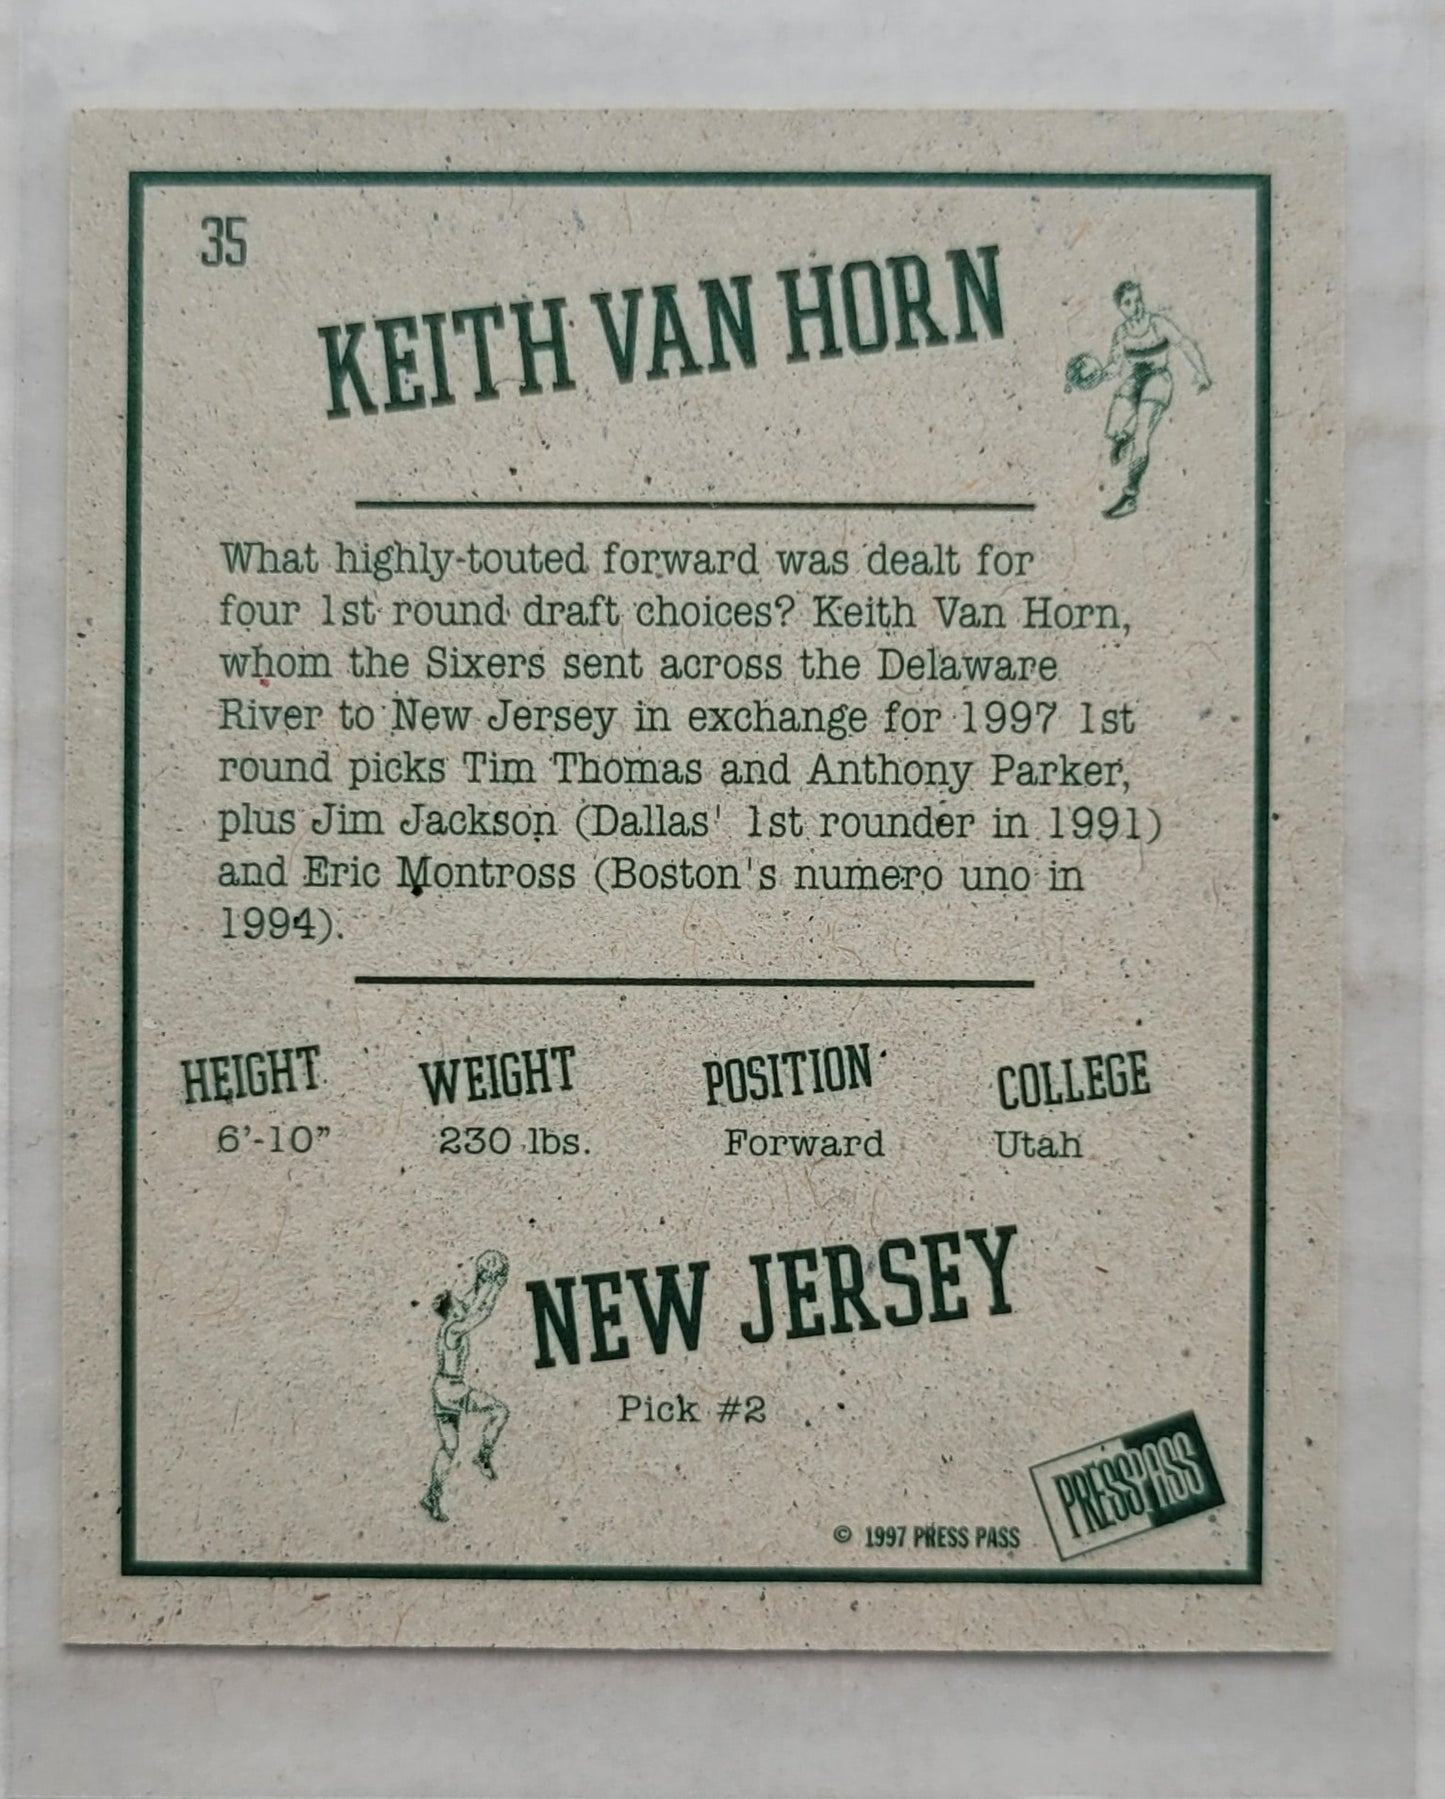 35
KEITH VAN HORN
What highly-touted forward was dealt for
four 1st round draft choices? Keith Van Horn,
whom the Sixers sent across the Delaware
River to New Jersey in exchange for 1997 1st
round picks Tim Thomas and Anthony Parker,
plus Jim Jackson (Dallas' 1st rounder in 1991)
and Eric Montross (Boston's numero uno in
1994).
HEIGHT WEIGHT POSITION COLLEGE
6'-10" 230 lbs. Forward Utah
NEW JERSEY
Pick #2
© 1997 PRESS PASS
PRESSPASS